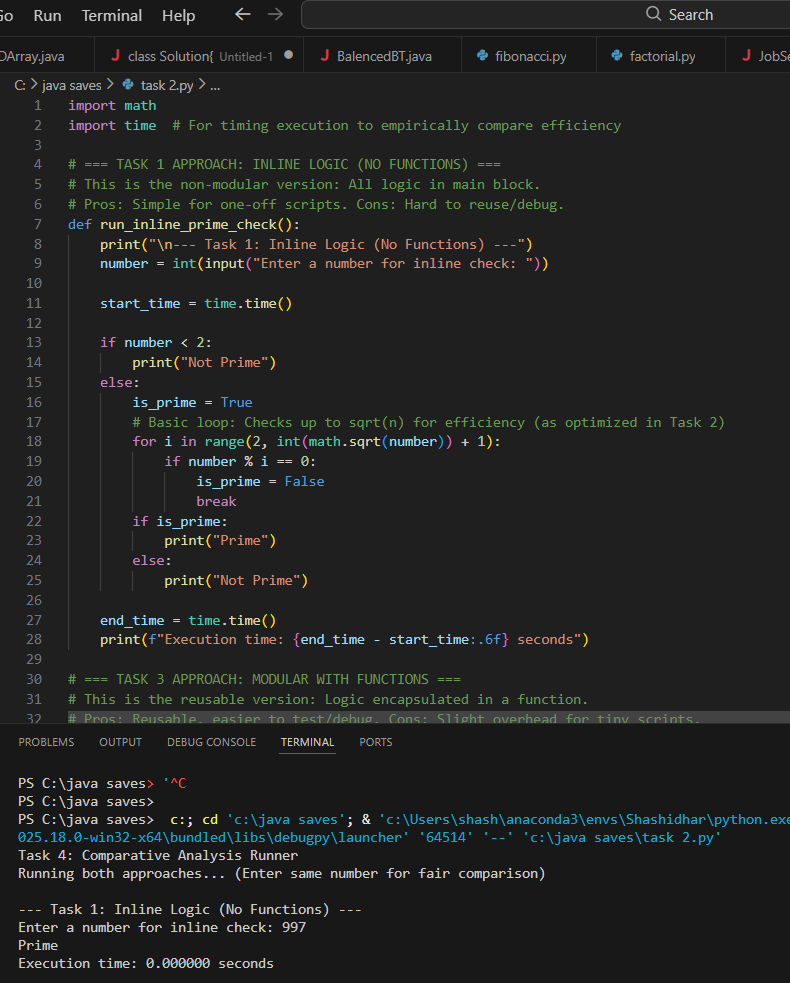 Go Run Terminal Help ← → Search
DArray.java J class Solution{ Untitled-1 ● J BalencedBT.java fibonacci.py factorial.py J JobSe
C: > java saves > task 2.py > ...
1 import math
2 import time  # For timing execution to empirically compare efficiency
3
4 # === TASK 1 APPROACH: INLINE LOGIC (NO FUNCTIONS) ===
5 # This is the non-modular version: All logic in main block.
6 # Pros: Simple for one-off scripts. Cons: Hard to reuse/debug.
7 def run_inline_prime_check():
8     print("\n--- Task 1: Inline Logic (No Functions) ---")
9     number = int(input("Enter a number for inline check: "))
10
11     start_time = time.time()
12
13     if number < 2:
14         print("Not Prime")
15     else:
16         is_prime = True
17         # Basic loop: Checks up to sqrt(n) for efficiency (as optimized in Task 2)
18         for i in range(2, int(math.sqrt(number)) + 1):
19             if number % i == 0:
20                 is_prime = False
21                 break
22         if is_prime:
23             print("Prime")
24         else:
25             print("Not Prime")
26
27     end_time = time.time()
28     print(f"Execution time: {end_time - start_time:.6f} seconds")
29
30 # === TASK 3 APPROACH: MODULAR WITH FUNCTIONS ===
31 # This is the reusable version: Logic encapsulated in a function.
32 # Pros: Reusable, easier to test/debug. Cons: Slight overhead for tiny scripts.
PROBLEMS OUTPUT DEBUG CONSOLE TERMINAL PORTS
PS C:\java saves> '^C
PS C:\java saves>
PS C:\java saves>  c:; cd 'c:\java saves'; & 'c:\Users\shash\anaconda3\envs\Shashidhar\python.exe
025.18.0-win32-x64\bundled\libs\debugpy\launcher' '64514' '--' 'c:\java saves\task 2.py'
Task 4: Comparative Analysis Runner
Running both approaches... (Enter same number for fair comparison)
--- Task 1: Inline Logic (No Functions) ---
Enter a number for inline check: 997
Prime
Execution time: 0.000000 seconds